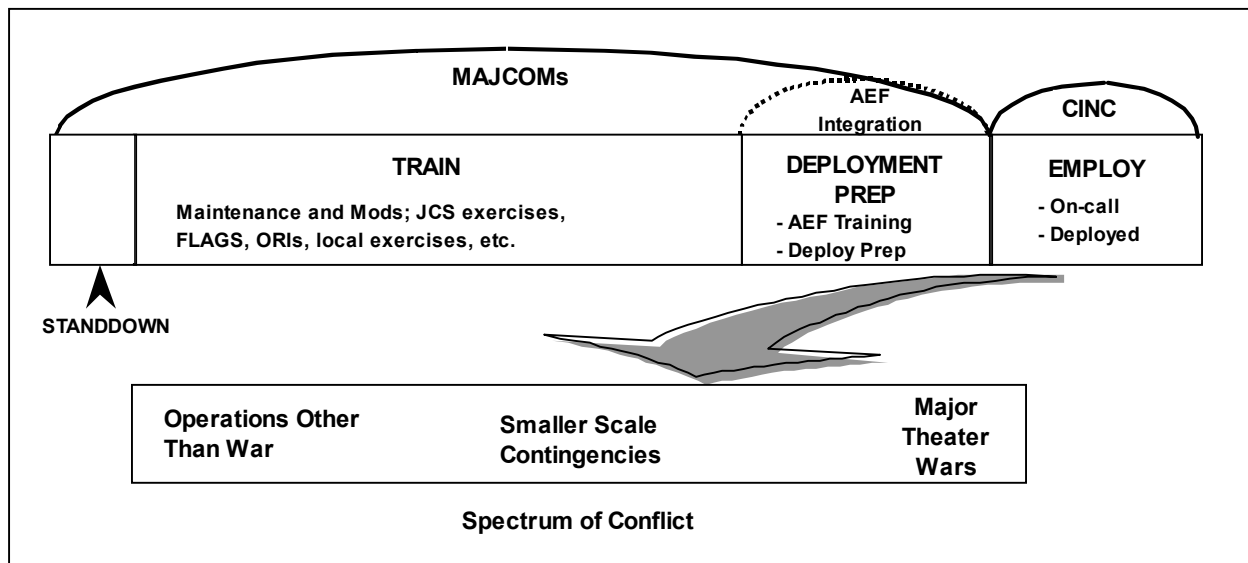 MAJCOMs
AEF
Integration
CINC
TRAIN
Maintenance and Mods; JCS exercises,
FLAGS, ORIs, local exercises, etc.
DEPLOYMENT
PREP
- AEF Training
- Deploy Prep
EMPLOY
- On-call
- Deployed
STANDDOWN
Operations Other
Than War
Smaller Scale
Contingencies
Major
Theater
Wars
Spectrum of Conflict